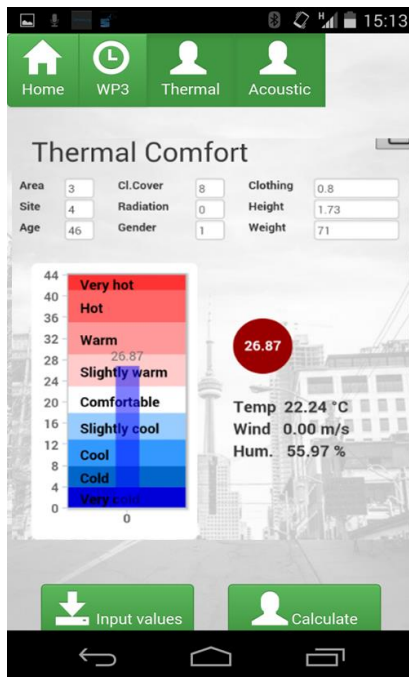 15:13
Home WP3 Thermal Acoustic
Thermal Comfort
Area 3 Cl.Cover 8 Clothing 0.8
Site 4 Radiation 0 Height 1.73
Age 46 Gender 1 Weight 71
44 Very hot
40
36 Hot
32 Warm
28 26.87
24 Slightly warm
20 Comfortable
16 Slightly cool
12 Cool
8
4 Cold
0 Very cold
0
26.87
Temp 22.24 °C
Wind 0.00 m/s
Hum. 55.97 %
Input values Calculate